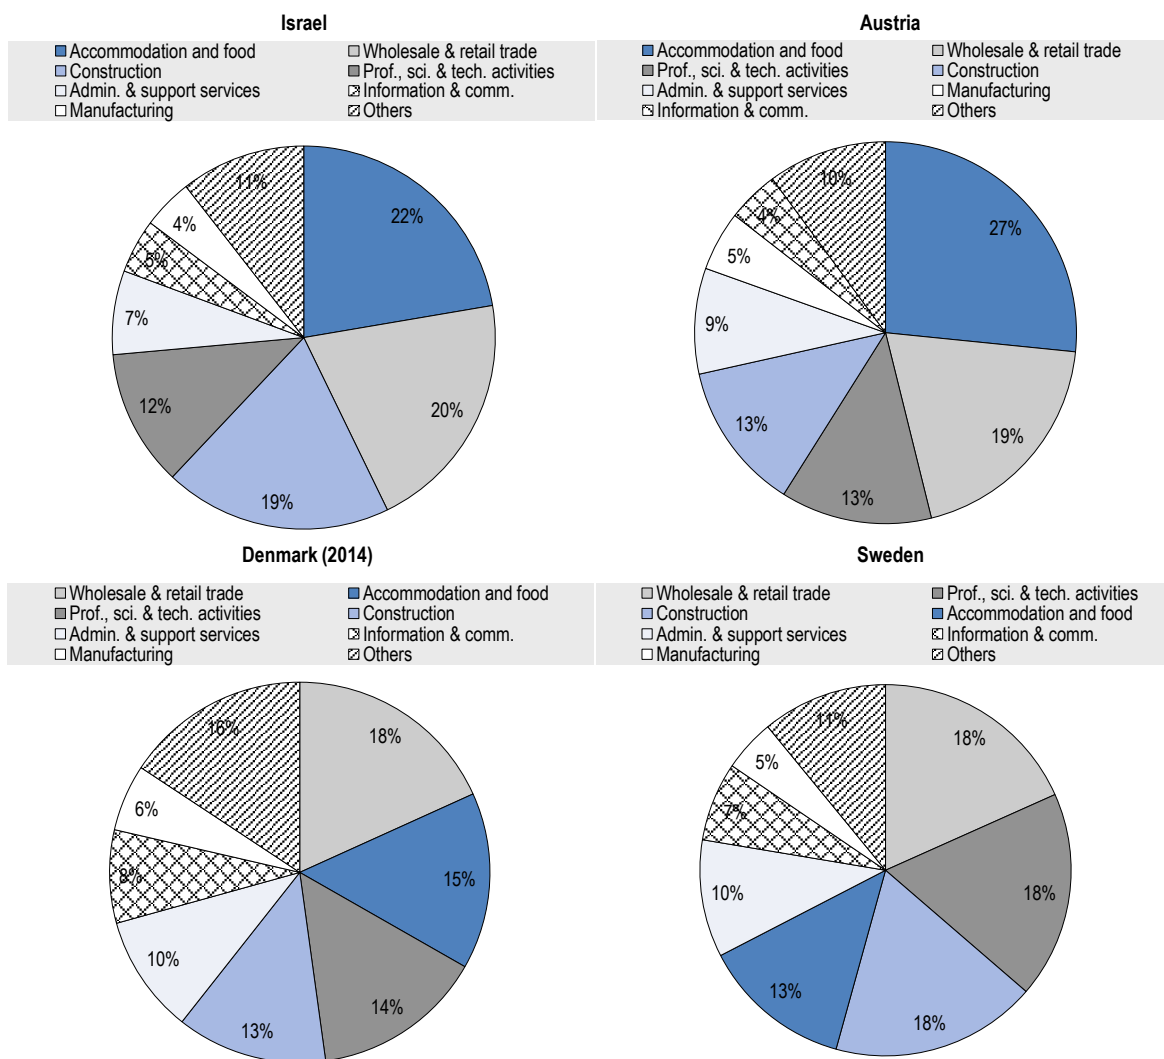 Israel
Accommodation and food Wholesale & retail trade
Construction Prof., sci. & tech. activities
Admin. & support services Information & comm.
Manufacturing Others
11%
22%
4%
5%
7%
12%
20%
19%
Austria
Accommodation and food Wholesale & retail trade
Prof., sci. & tech. activities Construction
Admin. & support services Manufacturing
Information & comm. Others
10%
4%
27%
5%
9%
13%
19%
13%
Denmark (2014)
Wholesale & retail trade Accommodation and food
Prof., sci. & tech. activities Construction
Admin. & support services Information & comm.
Manufacturing Others
16%
18%
6%
8%
15%
10%
14%
13%
Sweden
Wholesale & retail trade Prof., sci. & tech. activities
Construction Accommodation and food
Admin. & support services Information & comm.
Manufacturing Others
11%
18%
5%
7%
10%
18%
13%
18%